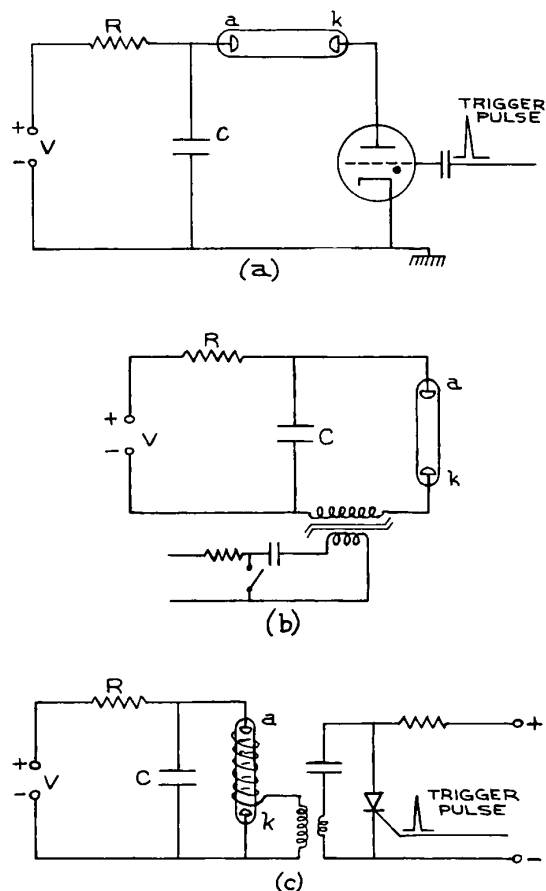 R
a
k
+
V
-
C
TRIGGER
PULSE
(a)
R
a
+
V
-
C
k
(b)
R
a
+
V
-
C
k
+
TRIGGER
PULSE
-
(c)